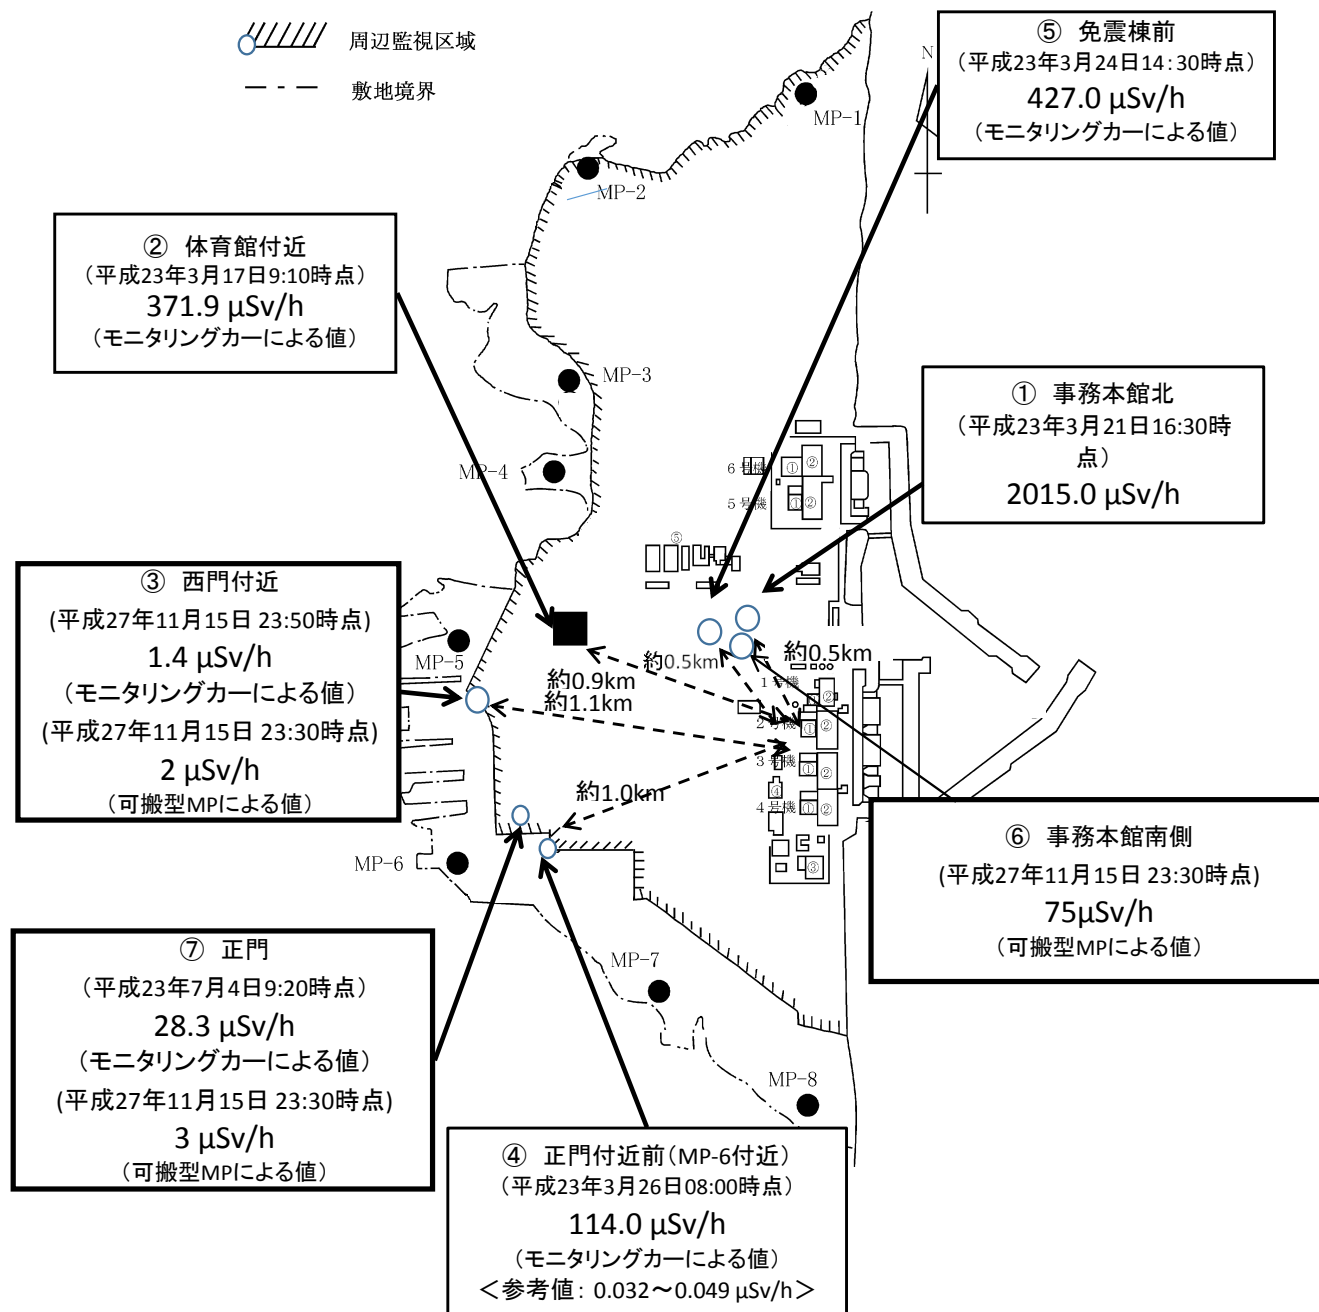 周辺監視区域
敷地境界
⑤ 免震棟前
（平成23年3月24日14：30時点）
427.0 μSv/h
（モニタリングカーによる値）
N
MP-1
MP-2
② 体育館付近
（平成23年3月17日9:10時点）
371.9 μSv/h
（モニタリングカーによる値）
MP-3
① 事務本館北
（平成23年3月21日16:30時
点）
2015.0 μSv/h
MP-4
6号機
①
②
5号機
①
②
⑤
③ 西門付近
(平成27年11月15日 23:50時点)
1.4 μSv/h
（モニタリングカーによる値）
(平成27年11月15日 23:30時点)
2 μSv/h
（可搬型MPによる値）
MP-5
約0.9km
約1.1km
約0.5km
約0.5km
1号機
②
2号機
①
②
3号機
①
②
④
4号機
①
②
③
約1.0km
MP-6
⑥ 事務本館南側
(平成27年11月15日 23:30時点)
75μSv/h
（可搬型MPによる値）
⑦ 正門
（平成23年7月4日9:20時点）
28.3 μSv/h
（モニタリングカーによる値）
(平成27年11月15日 23:30時点)
3 μSv/h
（可搬型MPによる値）
MP-7
MP-8
④ 正門付近前（MP-6付近）
（平成23年3月26日08:00時点）
114.0 μSv/h
（モニタリングカーによる値）
＜参考値： 0.032～0.049 μSv/h＞